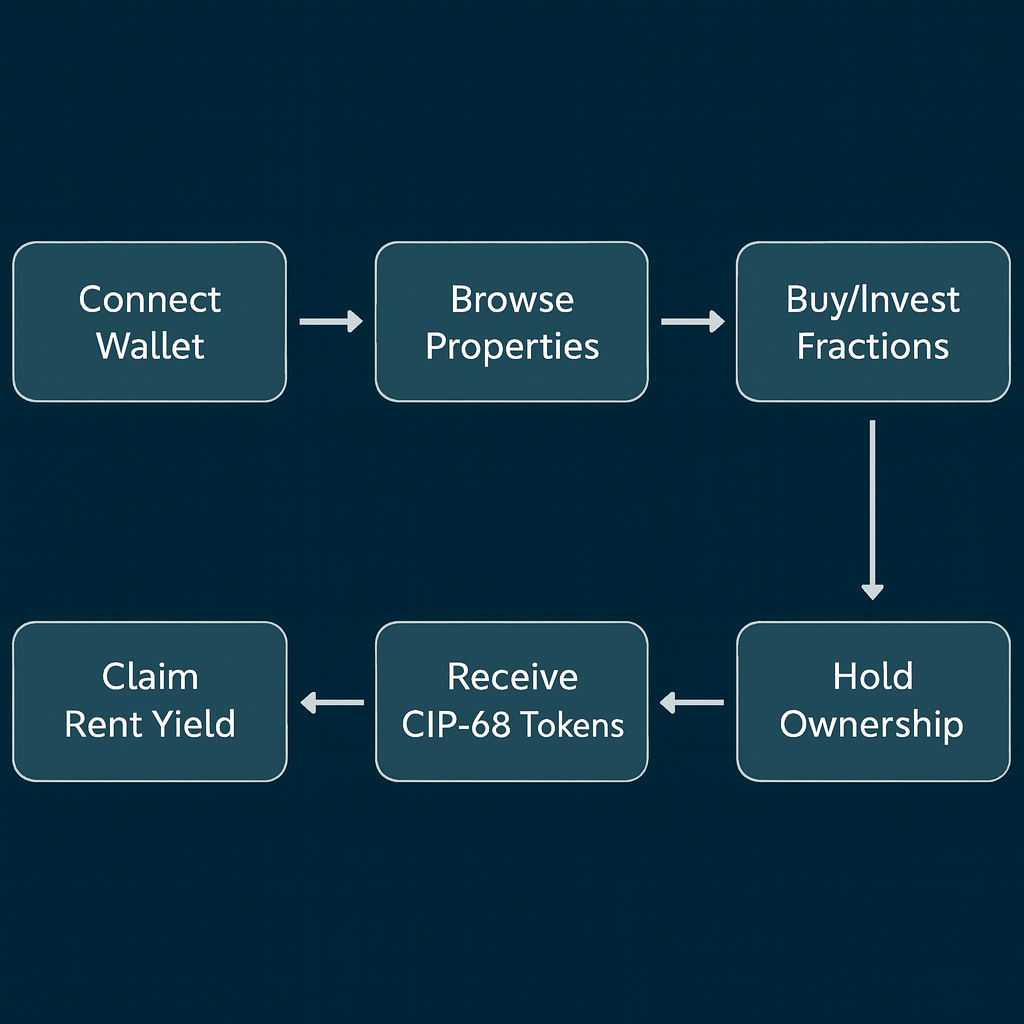 Connect
Wallet
Browse
Properties
Buy/Invest
Fractions
Hold
Ownership
Receive
CIP-68 Tokens
Claim
Rent Yield